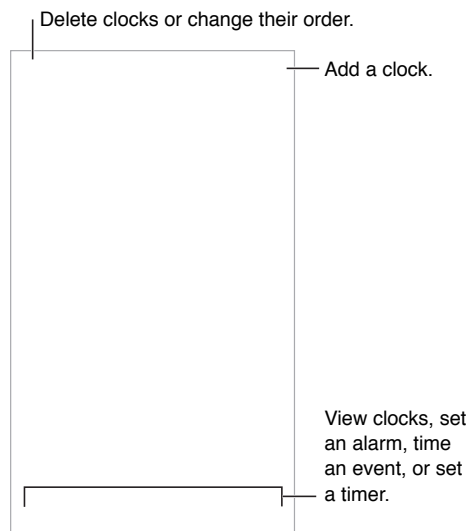 Delete clocks or change their order.
Add a clock.
View clocks, set
an alarm, time
an event, or set
a timer.